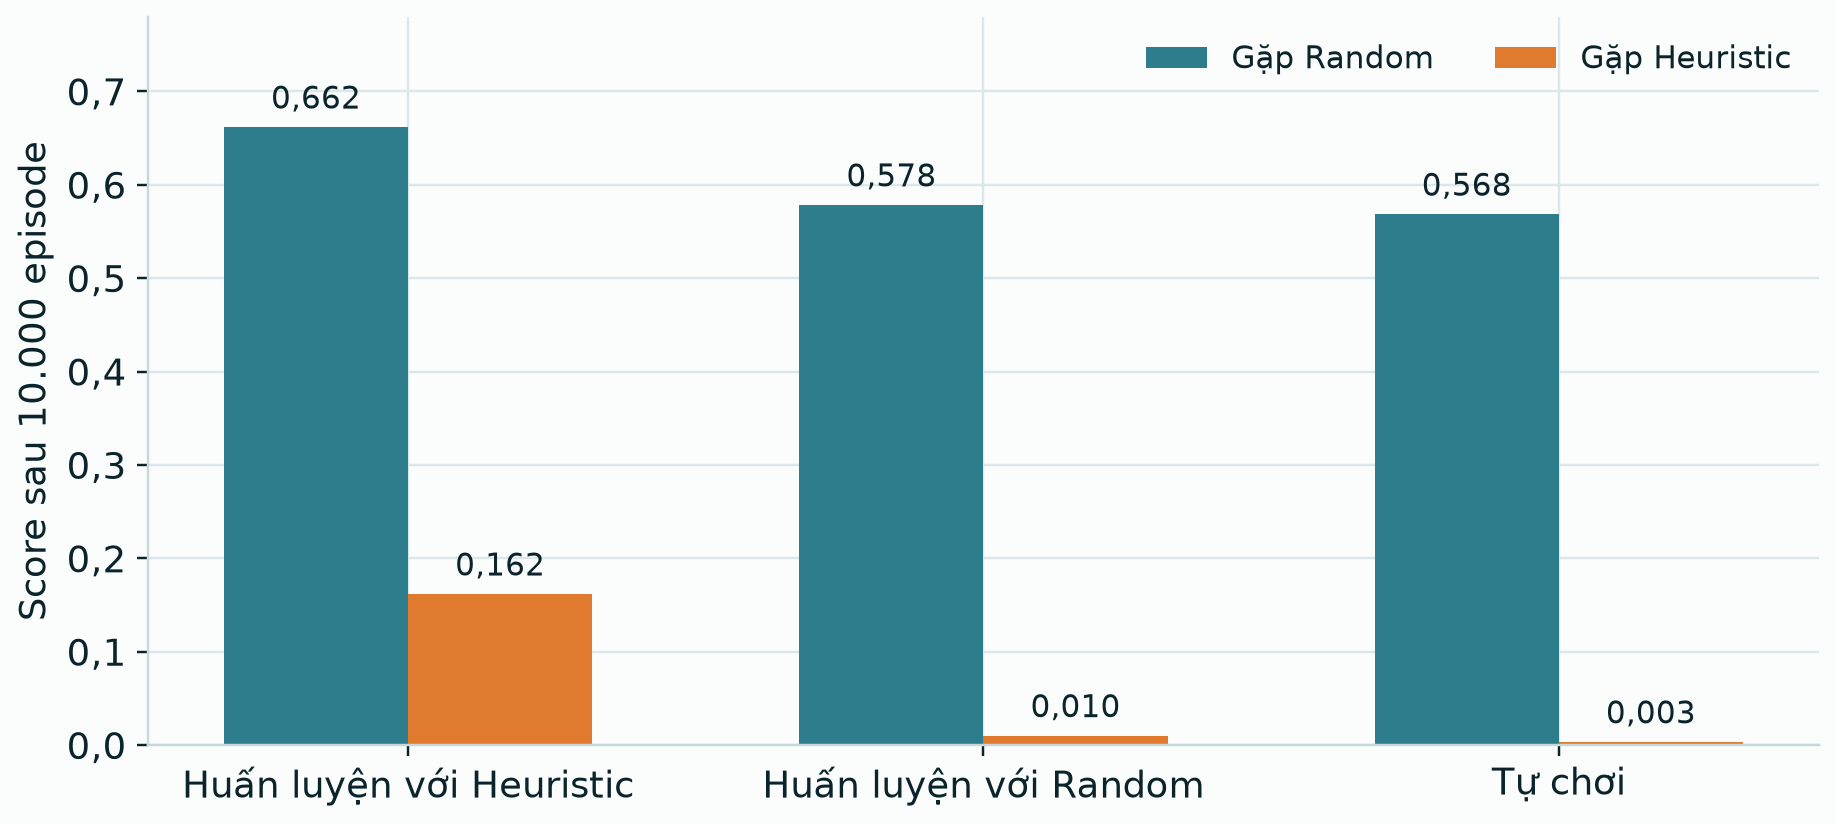 Gặp Random
Gặp Heuristic
Score sau 10.000 episode
0,7
0,6
0,5
0,4
0,3
0,2
0,1
0,0
0,662
0,162
0,578
0,010
0,568
0,003
Huấn luyện với Heuristic
Huấn luyện với Random
Tự chơi